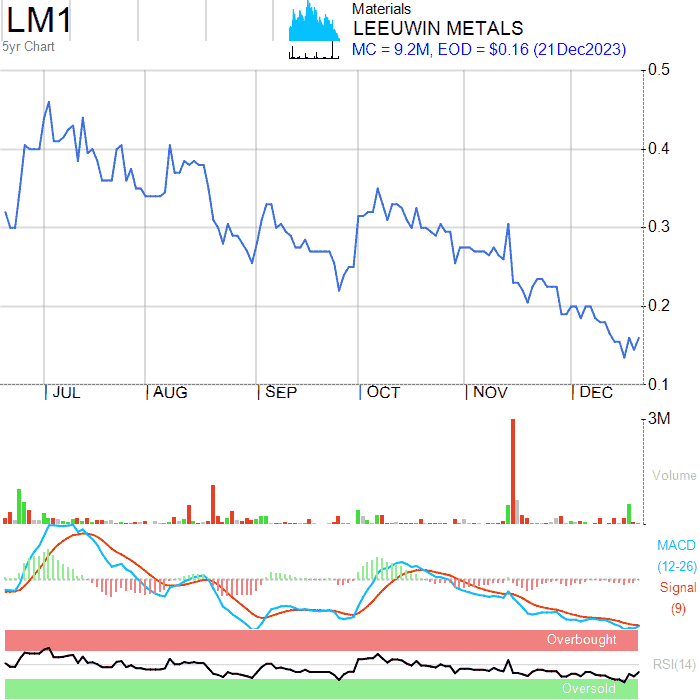 LM1
5yr Chart
Materials
LEEUWIN METALS
MC = 9.2M, EOD = $0.16 (21Dec2023)
0.5
0.4
0.3
0.2
0.1
JUL AUG SEP OCT NOV DEC
3M
Volume
MACD
(12-26)
Signal
(9)
Overbought
RSI(14)
Oversold